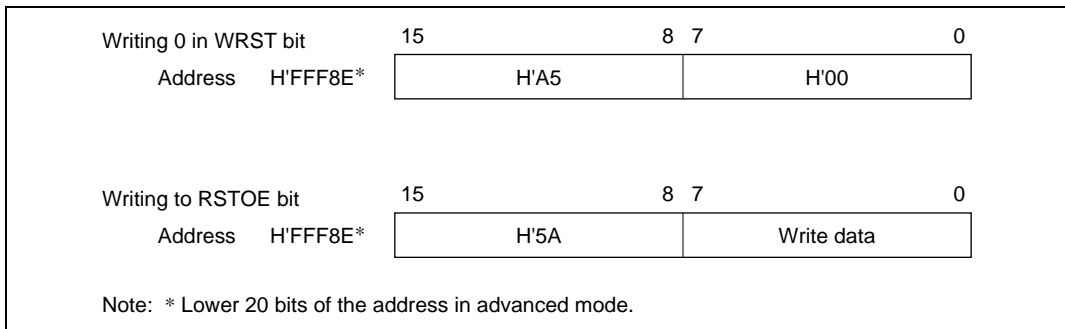 Writing 0 in WRST bit 15 8 7 0
Address H'FFF8E* H'A5 H'00
Writing to RSTOE bit 15 8 7 0
Address H'FFF8E* H'5A Write data
Note: * Lower 20 bits of the address in advanced mode.